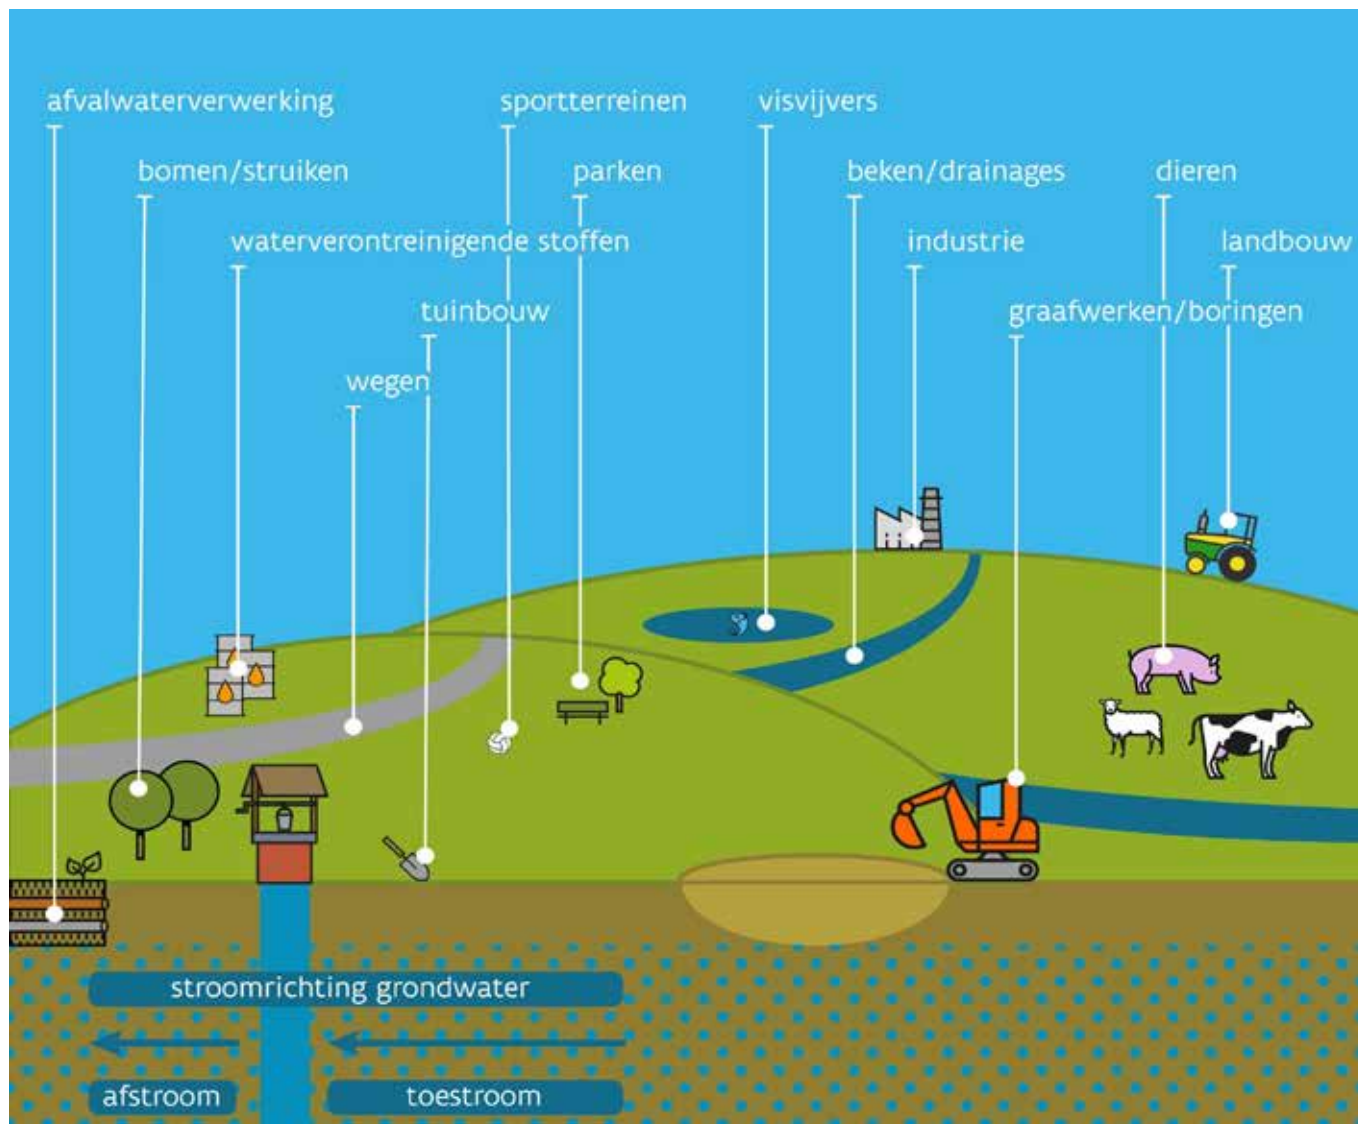 afvalwaterverwerking
sportterreinen
visvijvers
bomen/struiken
parken
beken/drainages
dieren
waterverontreinigende stoffen
industrie
landbouw
tuinbouw
graafwerken/boringen
wegen
stroomrichting grondwater
afstroom
toestroom